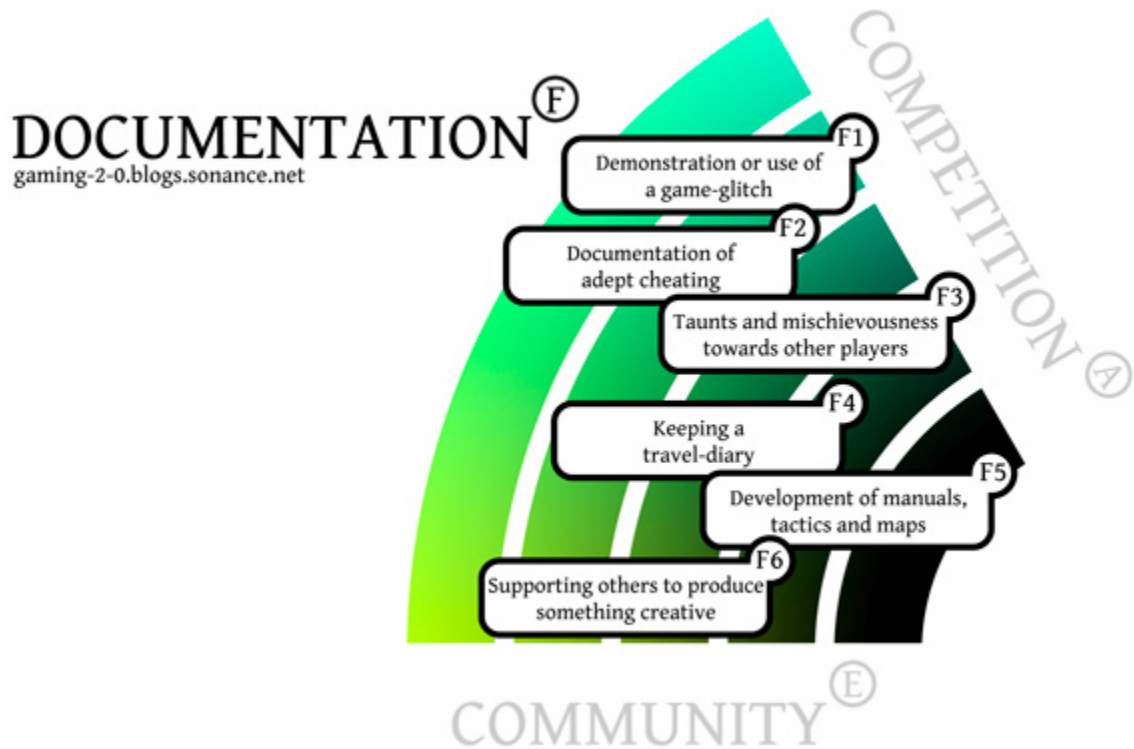 DOCUMENTATION F
gaming-2-0.blogs.sonance.net
COMPETITION A
F1
Demonstration or use of
a game-glitch
F2
Documentation of
adept cheating
F3
Taunts and mischievousness
towards other players
F4
Keeping a
travel-diary
F5
Development of manuals,
tactics and maps
F6
Supporting others to produce
something creative
COMMUNITY E